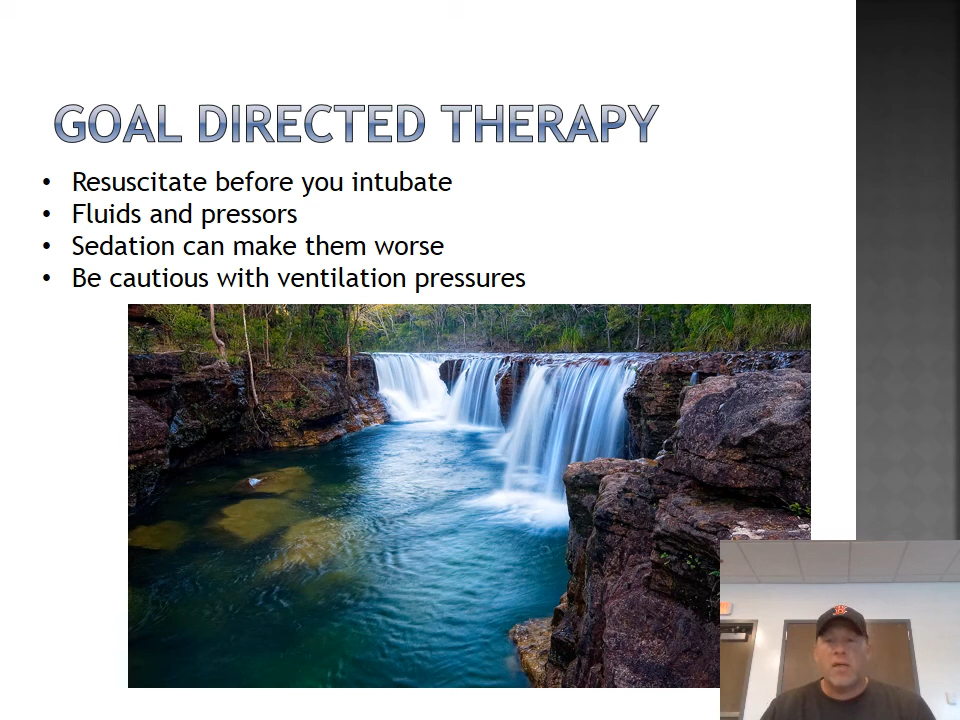 GOAL DIRECTED THERAPY
• Resuscitate before you intubate
• Fluids and pressors
• Sedation can make them worse
• Be cautious with ventilation pressures